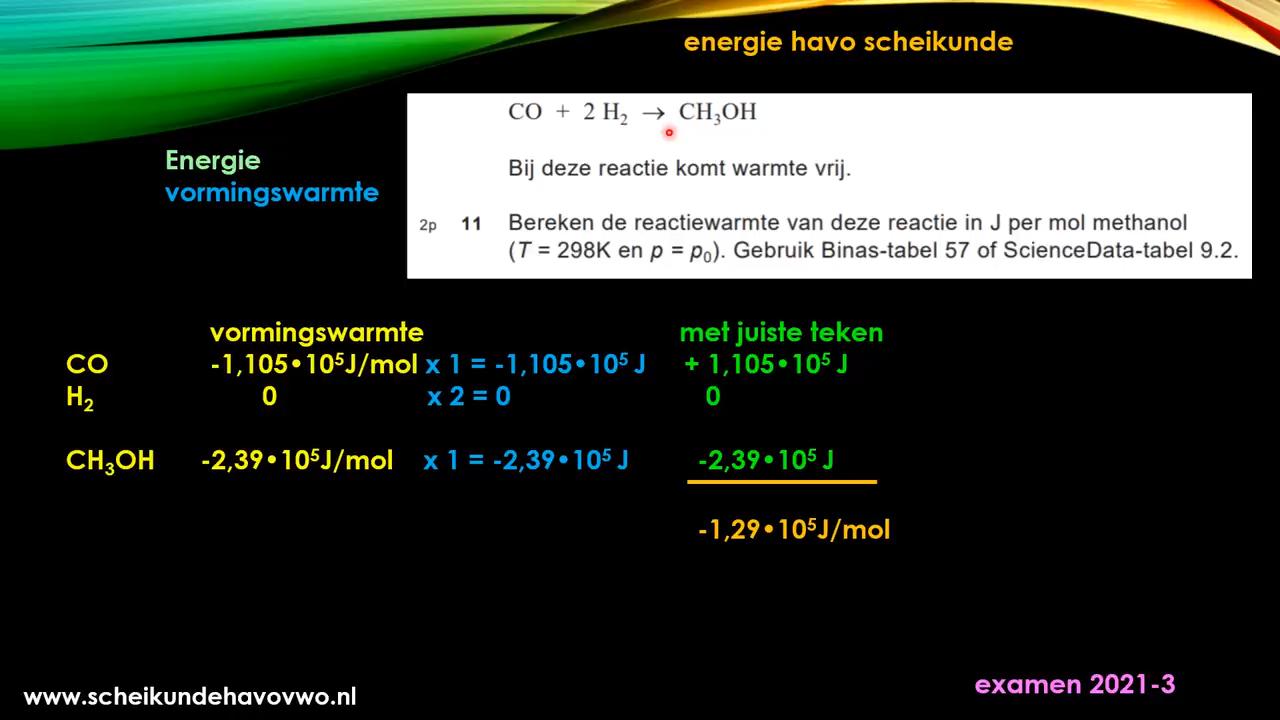 energie havo scheikunde
CO + 2 H₂ → CH₃OH
Bij deze reactie komt warmte vrij.
2p 11 Bereken de reactiewarmte van deze reactie in J per mol methanol
(T = 298K en p = p₀). Gebruik Binas-tabel 57 of ScienceData-tabel 9.2.
Energie
vormingswarmte
vormingswarmte met juiste teken
CO -1,105•10⁵J/mol x 1 = -1,105•10⁵ J + 1,105•10⁵ J
H₂ 0 x 2 = 0 0
CH₃OH -2,39•10⁵J/mol x 1 = -2,39•10⁵ J -2,39•10⁵ J
-1,29•10⁵J/mol
examen 2021-3
www.scheikundehavovwo.nl